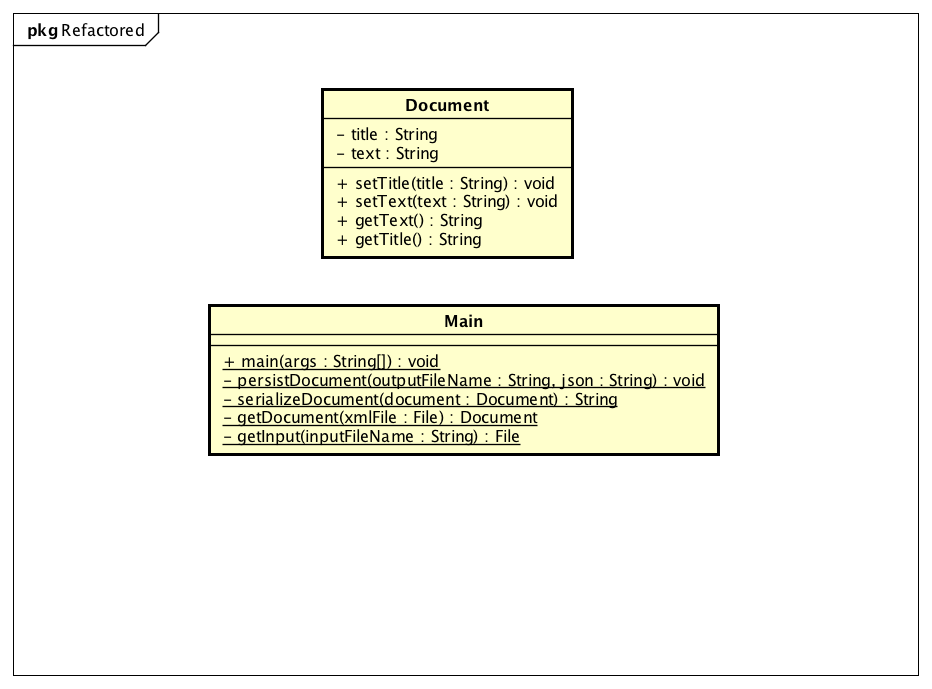 pkg Refactored
Document
– title : String
– text : String
+ setTitle(title : String) : void
+ setText(text : String) : void
+ getText() : String
+ getTitle() : String
Main
+ main(args : String[]) : void
– persistDocument(outputFileName : String, json : String) : void
– serializeDocument(document : Document) : String
– getDocument(xmlFile : File) : Document
– getInput(inputFileName : String) : File